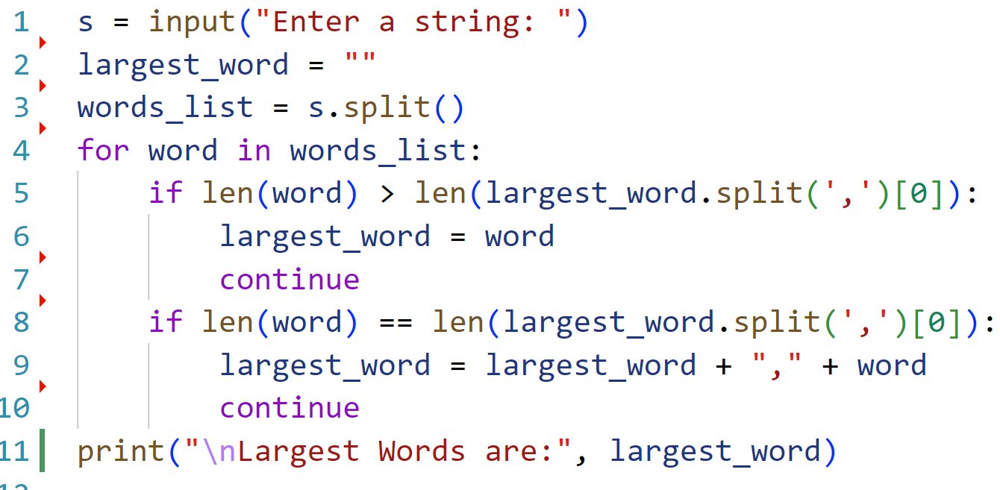 1 s = input("Enter a string: ")
2 largest_word = ""
3 words_list = s.split()
4 for word in words_list:
5     if len(word) > len(largest_word.split(',')[0]):
6         largest_word = word
7         continue
8     if len(word) == len(largest_word.split(',')[0]):
9         largest_word = largest_word + "," + word
10         continue
11 print("\nLargest Words are:", largest_word)